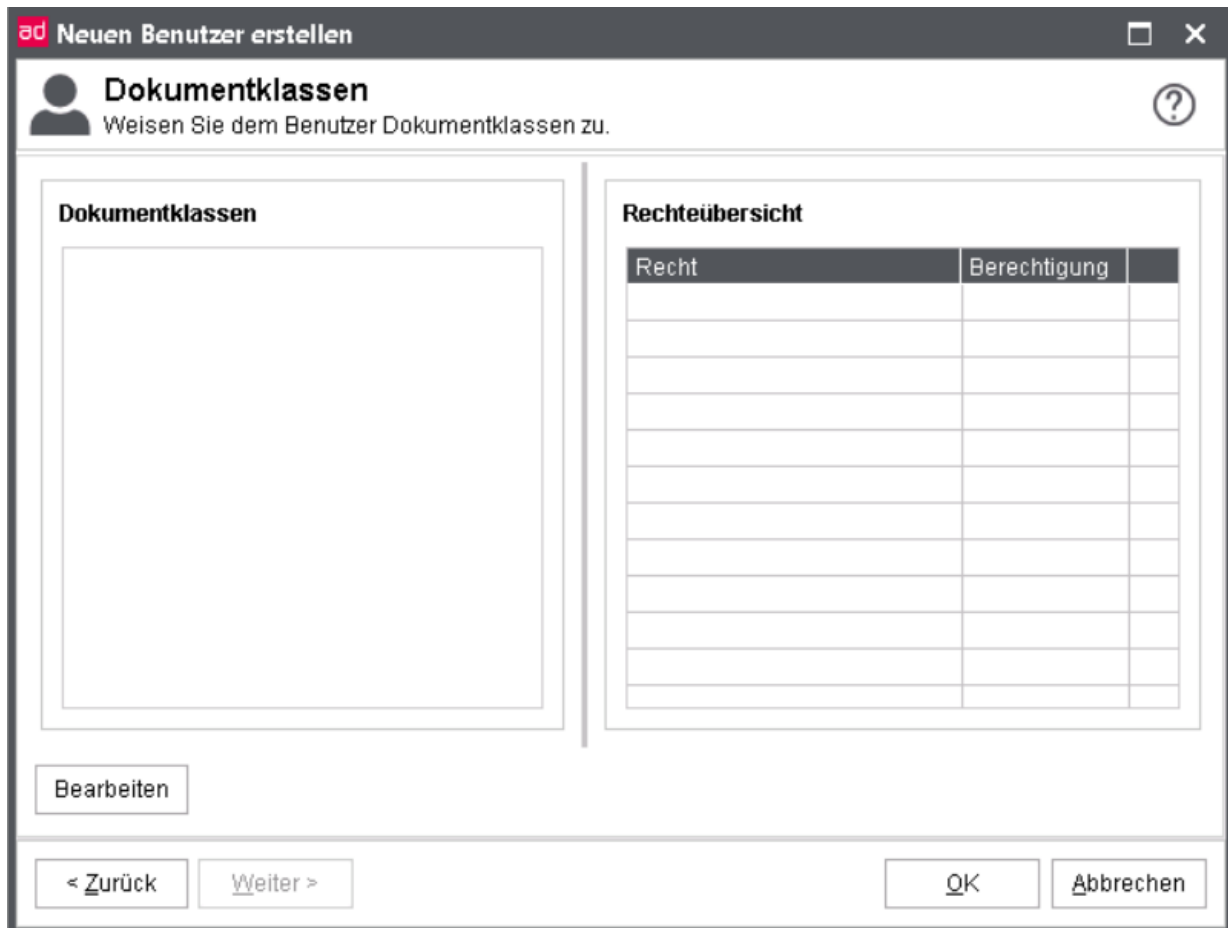 ad Neuen Benutzer erstellen
Dokumentklassen
Weisen Sie dem Benutzer Dokumentklassen zu.
Dokumentklassen
Rechteübersicht
Recht Berechtigung
Bearbeiten
< Zurück Weiter > OK Abbrechen